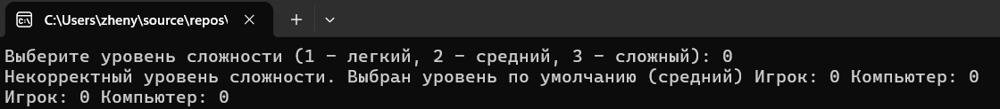 C:\Users\zheny\source\repos\
Выберите уровень сложности (1 - легкий, 2 - средний, 3 - сложный): 0
Некорректный уровень сложности. Выбран уровень по умолчанию (средний) Игрок: 0 Компьютер: 0
Игрок: 0 Компьютер: 0